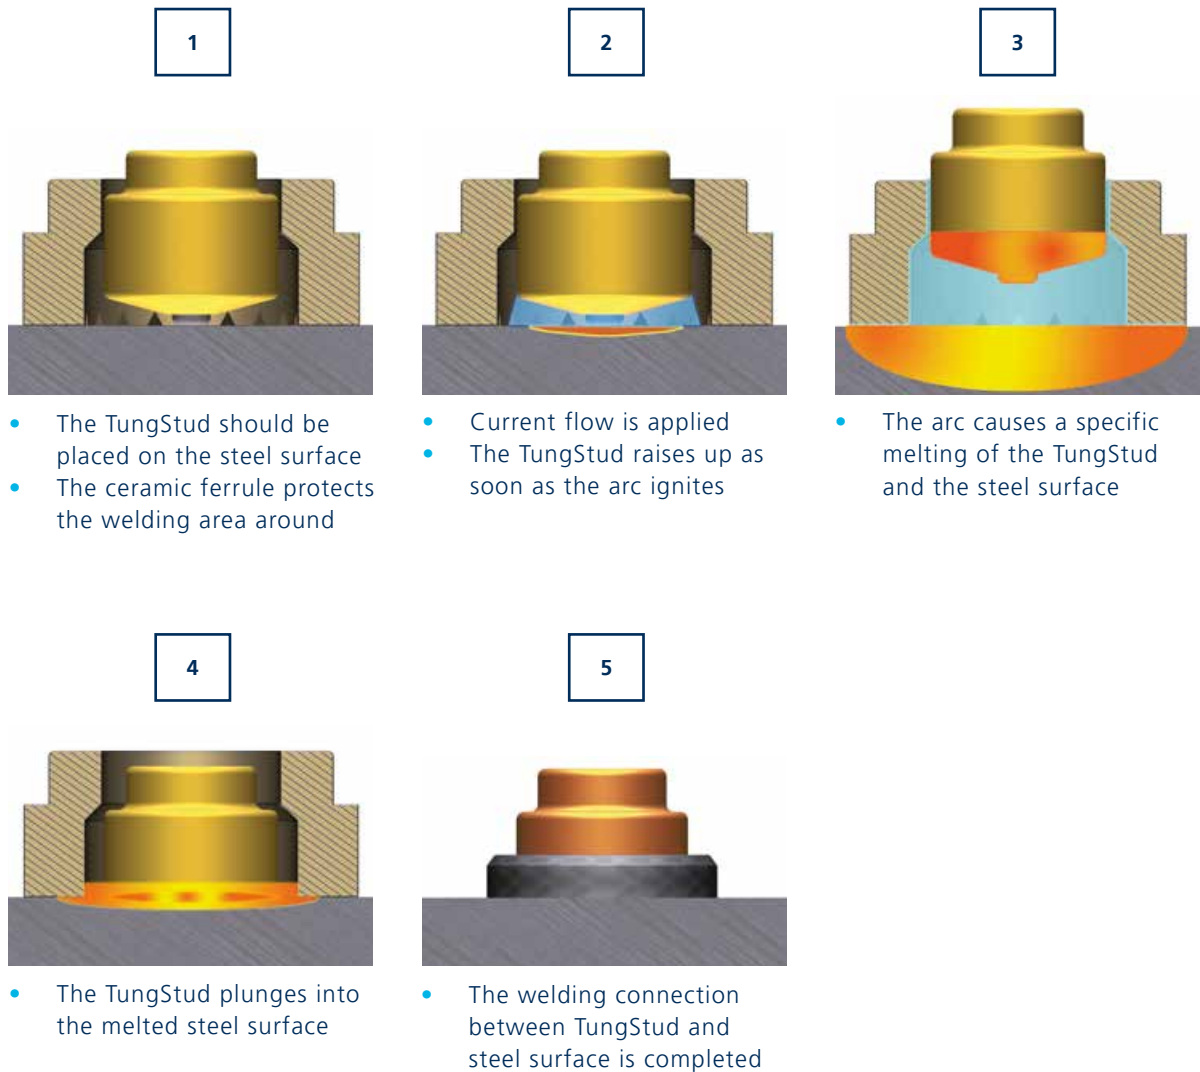 1
2
3
• The TungStud should be
placed on the steel surface
• The ceramic ferrule protects
the welding area around
• Current flow is applied
• The TungStud raises up as
soon as the arc ignites
• The arc causes a specific
melting of the TungStud
and the steel surface
4
5
• The TungStud plunges into
the melted steel surface
• The welding connection
between TungStud and
steel surface is completed